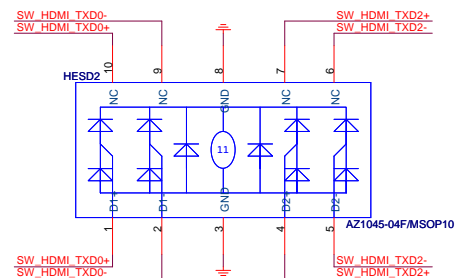 SW_HDMI_TXD0-
SW_HDMI_TXD0+
SW_HDMI_TXD2+
SW_HDMI_TXD2-
10
9
8
7
6
HESD2
NC
NC
GND
NC
NC
11
D1+
D1-
GND
D2+
D2-
AZ1045-04F/MSOP10
1
2
3
4
5
SW_HDMI_TXD0+
SW_HDMI_TXD0-
SW_HDMI_TXD2-
SW_HDMI_TXD2+